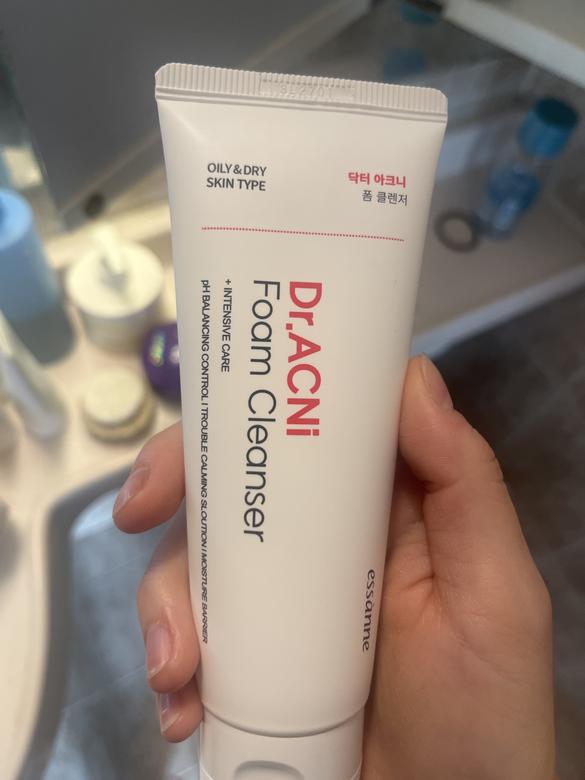 OILY & DRY
SKIN TYPE
닥터 아크니
폼 클렌저
Dr.ACNi
Foam Cleanser
+ INTENSIVE CARE
pH BALANCING CONTROL I TROUBLE CALMING SLOUTION I MOISTURE BARRIER
essanne